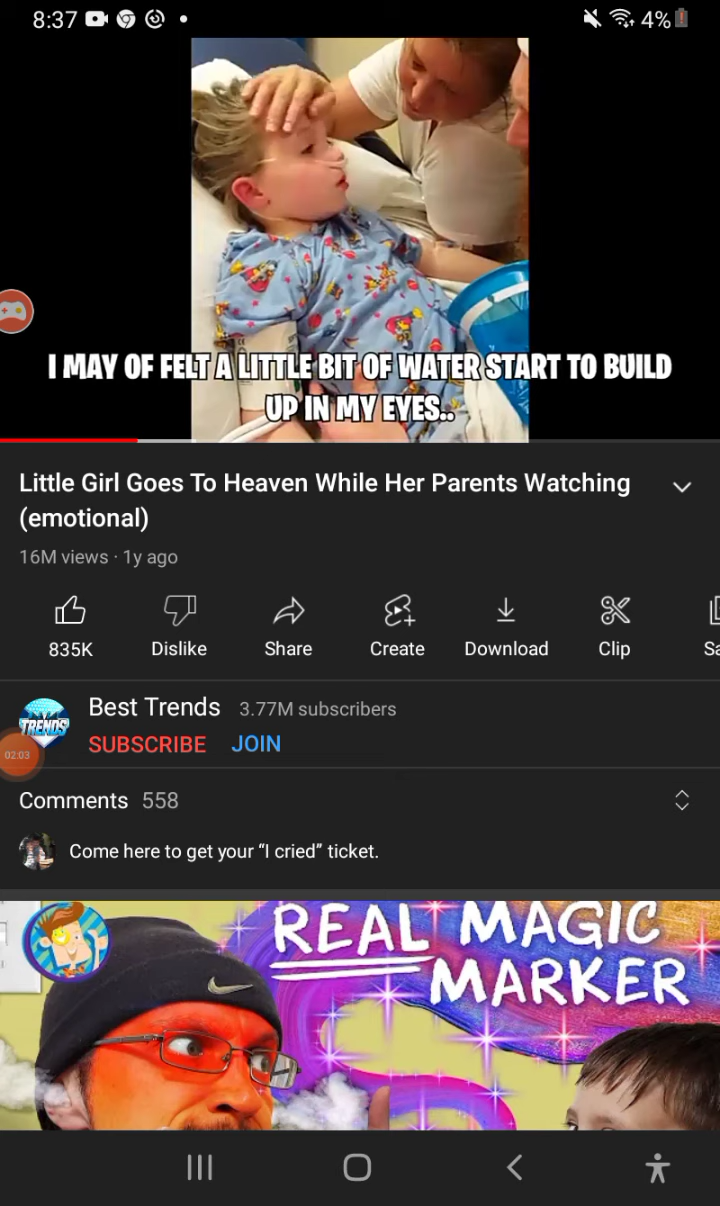 8:37 4%
I MAY OF FELT A LITTLE BIT OF WATER START TO BUILD
UP IN MY EYES..
Little Girl Goes To Heaven While Her Parents Watching
(emotional)
16M views · 1y ago
835K Dislike Share Create Download Clip Sa
TRENDS
Best Trends 3.77M subscribers
SUBSCRIBE JOIN
02:03
Comments 558
Come here to get your “I cried” ticket.
REAL MAGIC
MARKER